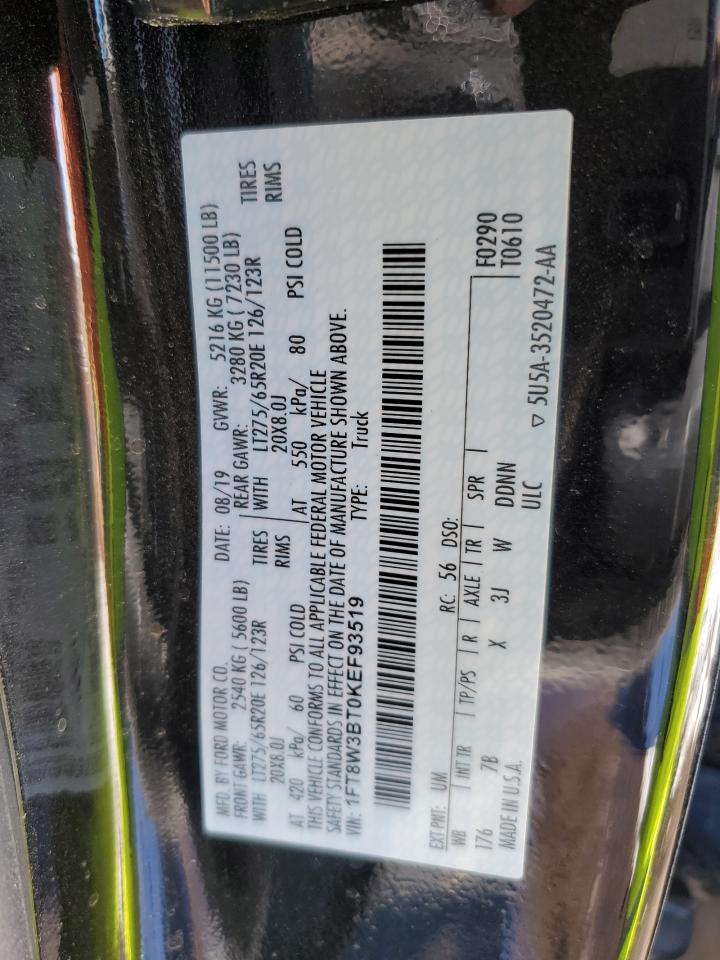 MFD. BY FORD MOTOR CO.
DATE: 08/19 GVWR: 5216 KG (11500 LB)
FRONT GAWR: 2540 KG ( 5600 LB) REAR GAWR: 3280 KG ( 7230 LB)
WITH LT275/65R20E 126/123R TIRES WITH LT275/65R20E 126/123R TIRES
20X8.0J RIMS 20X8.0J RIMS
AT 420 kPa/ 60 PSI COLD AT 550 kPa/ 80 PSI COLD
THIS VEHICLE CONFORMS TO ALL APPLICABLE FEDERAL MOTOR VEHICLE
SAFETY STANDARDS IN EFFECT ON THE DATE OF MANUFACTURE SHOWN ABOVE.
VIN: 1FT8W3BT0KEF93519 TYPE: Truck
EXT PNT: UM RC: 56 DSO:
WB INT TR TP/PS R AXLE TR SPR F0290
176 7B X 3J W DDNN T0610
MADE IN U.S.A. ULC
▽ 5U5A-3520472-AA